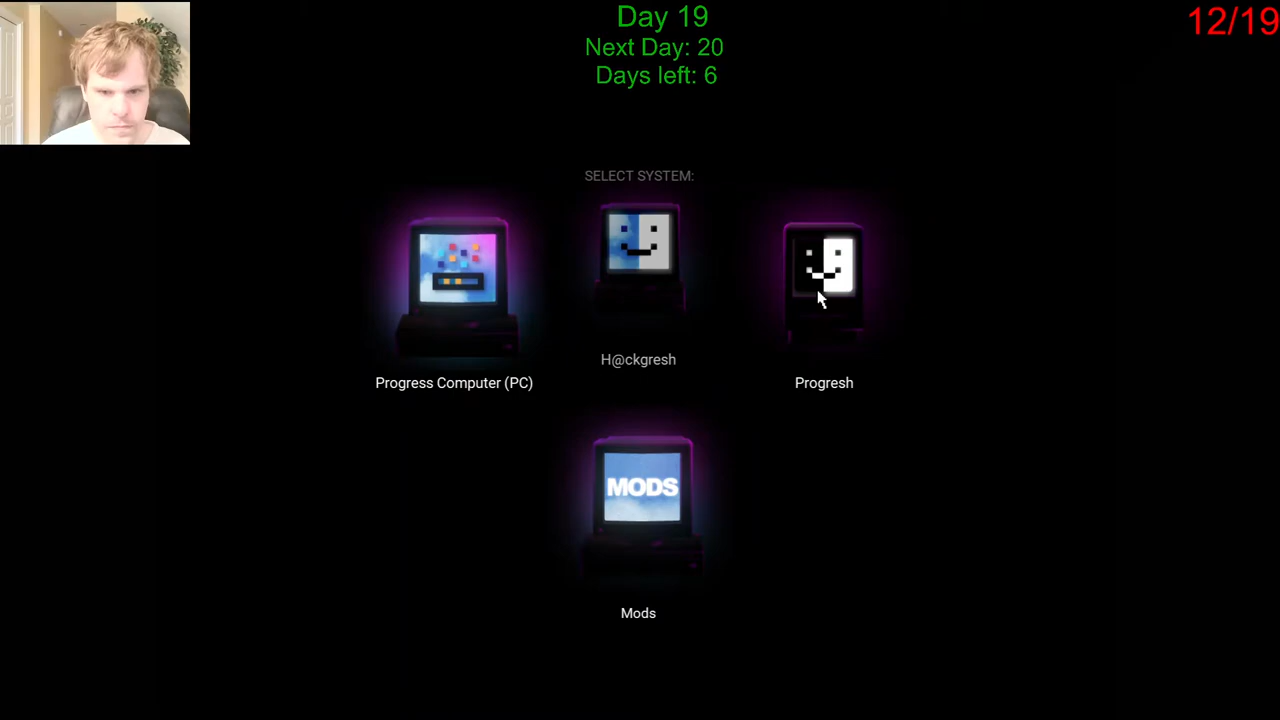 Day 19
Next Day: 20
Days left: 6
12/19
SELECT SYSTEM:
Progress Computer (PC)
H@ckgresh
Progresh
MODS
Mods